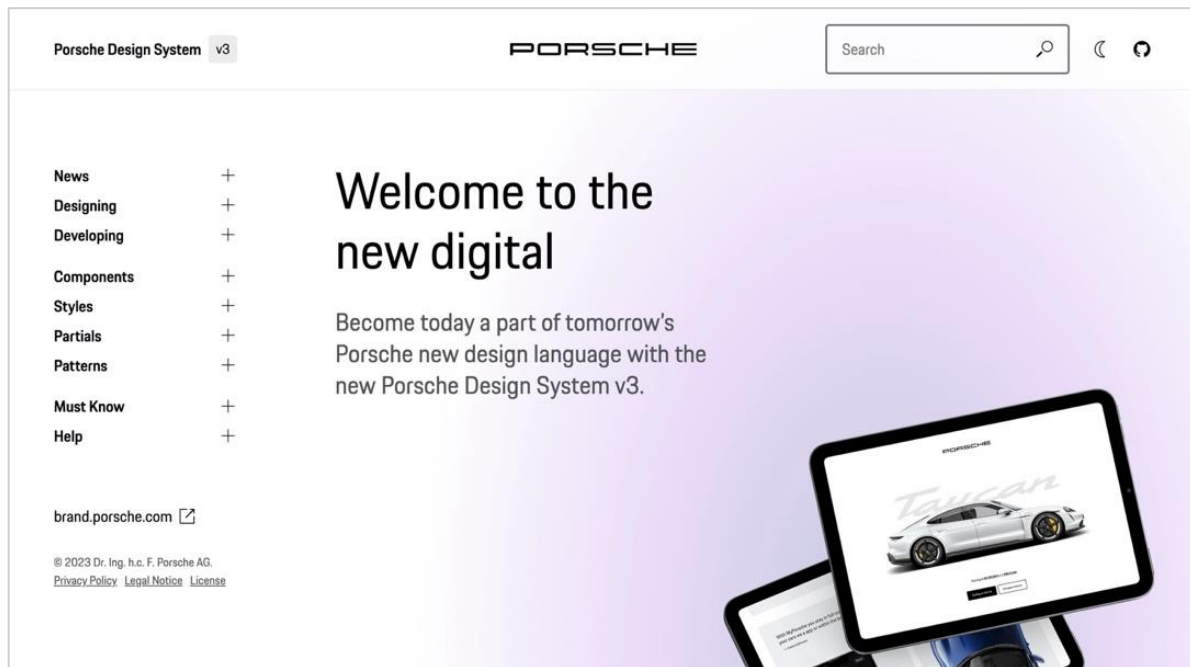 Porsche Design System v3
PORSCHE
Search
News
Designing
Developing
Components
Styles
Partials
Patterns
Must Know
Help
brand.porsche.com
© 2023 Dr. Ing. h.c. F. Porsche AG.
Privacy Policy Legal Notice License
Welcome to the
new digital
Become today a part of tomorrow's
Porsche new design language with the
new Porsche Design System v3.
PORSCHE
Taycan